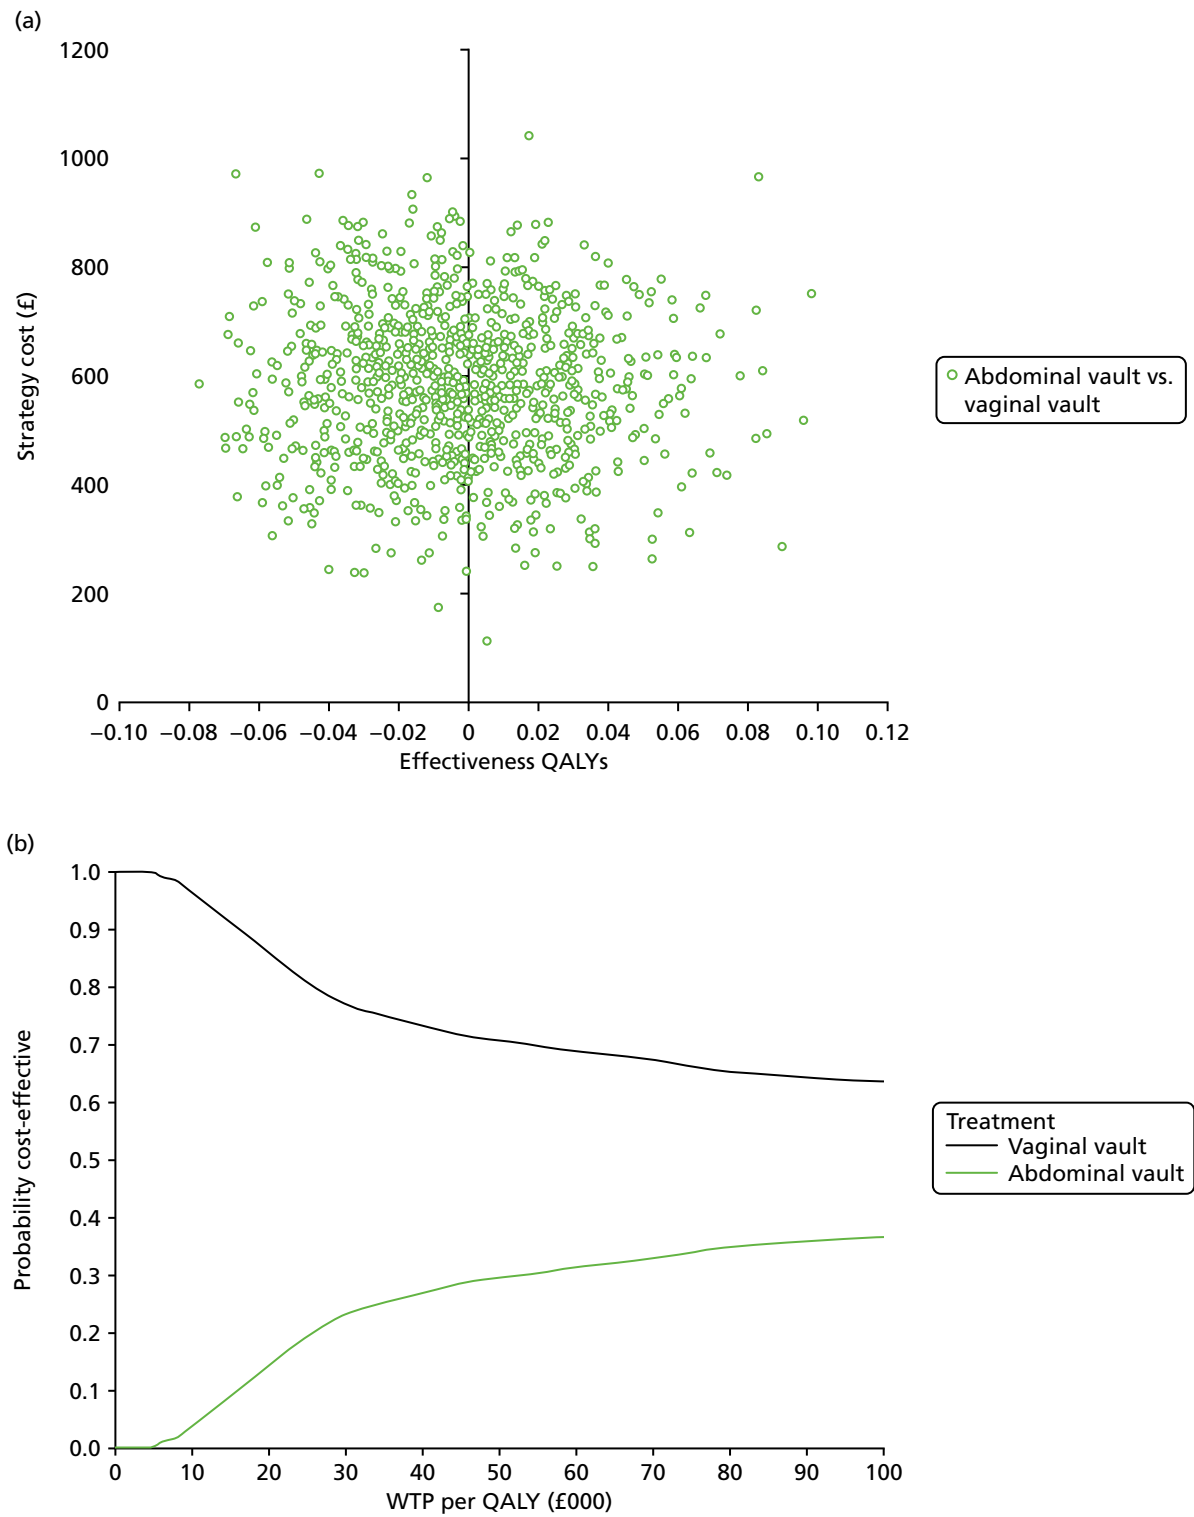 (a)
1200
1000
800
600
400
200
0
Strategy cost (£)
−0.10 −0.08 −0.06 −0.04 −0.02 0 0.02 0.04 0.06 0.08 0.10 0.12
Effectiveness QALYs
Abdominal vault vs.
vaginal vault
(b)
1.0
0.9
0.8
0.7
0.6
0.5
0.4
0.3
0.2
0.1
0.0
Probability cost-effective
0 10 20 30 40 50 60 70 80 90 100
WTP per QALY (£000)
Treatment
Vaginal vault
Abdominal vault